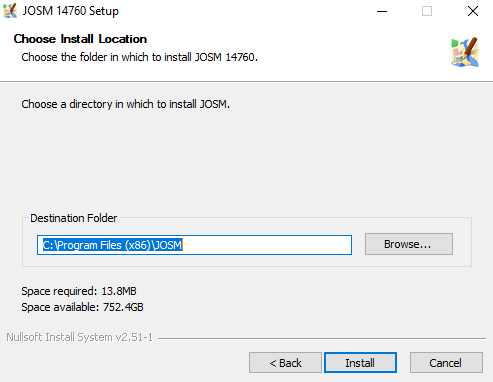 JOSM 14760 Setup
Choose Install Location
Choose the folder in which to install JOSM 14760.
Choose a directory in which to install JOSM.
Destination Folder
C:\Program Files (x86)\JOSM
Browse...
Space required: 13.8MB
Space available: 752.4GB
Nullsoft Install System v2.51-1
< Back
Install
Cancel